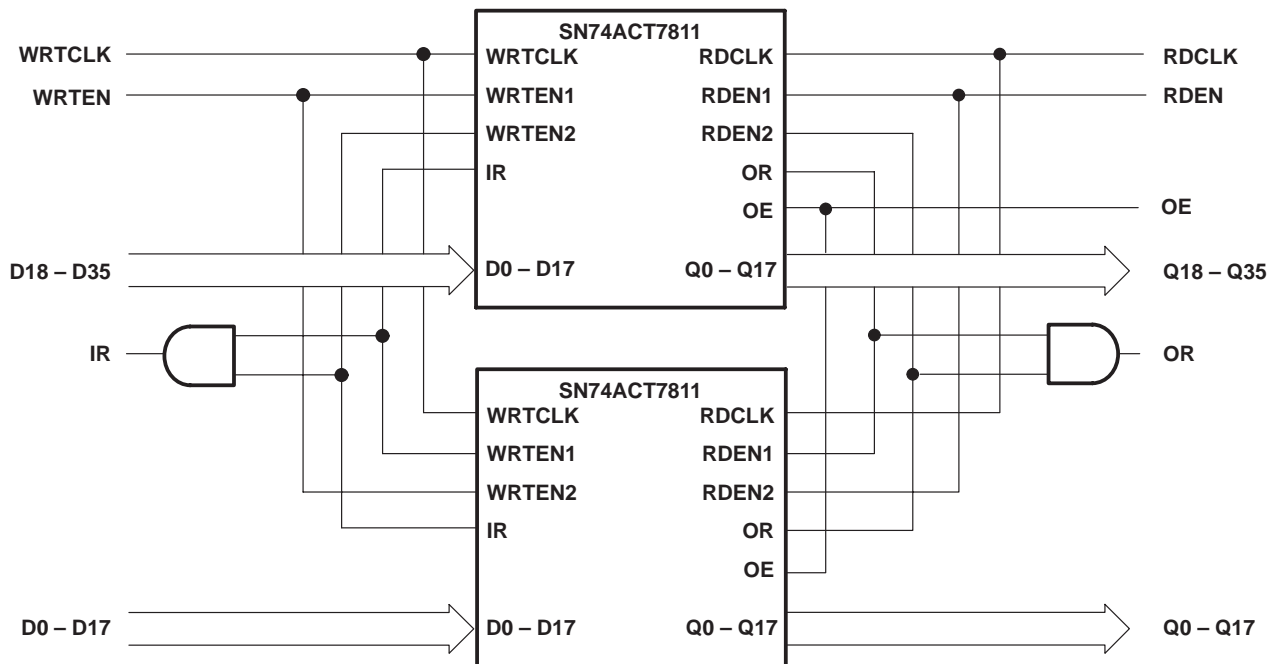 SN74ACT7811
WRTCLK
WRTCLK
RDCLK
RDCLK
WRTEN
WRTEN1
RDEN1
RDEN
WRTEN2
RDEN2
IR
OR
OE
OE
D18 – D35
D0 – D17
Q0 – Q17
Q18 – Q35
IR
OR
SN74ACT7811
WRTCLK
RDCLK
WRTEN1
RDEN1
WRTEN2
RDEN2
IR
OR
OE
D0 – D17
D0 – D17
Q0 – Q17
Q0 – Q17